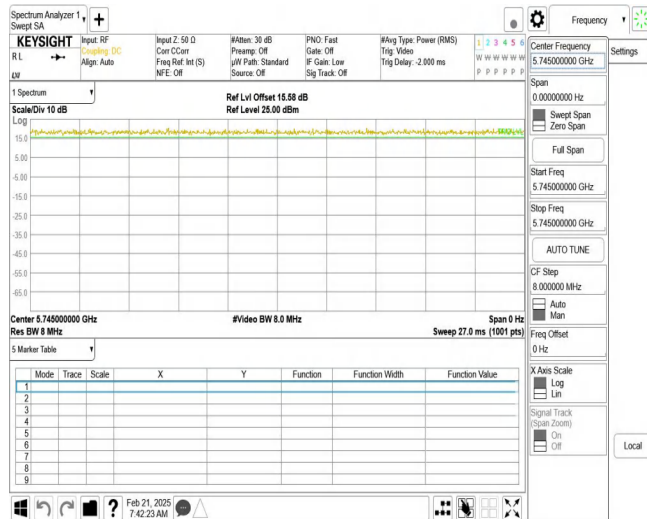 Spectrum Analyzer 1
Swept SA
+
Frequency
KEYSIGHT
RL
Input: RF
Coupling: DC
Align: Auto
Input Z: 50 Ω
Corr CCorr
Freq Ref: Int (S)
NFE: Off
#Atten: 30 dB
Preamp: Off
µW Path: Standard
Source: Off
PNO: Fast
Gate: Off
IF Gain: Low
Sig Track: Off
#Avg Type: Power (RMS)
Trig: Video
Trig Delay: -2.000 ms
1 2 3 4 5 6
W W W W W W
P P P P P P
1 Spectrum
Scale/Div 10 dB
Ref Lvl Offset 15.58 dB
Ref Level 25.00 dBm
Log
15.0
5.00
-5.00
-15.0
-25.0
-35.0
-45.0
-55.0
-65.0
Center 5.745000000 GHz
#Video BW 8.0 MHz
Span 0 Hz
Res BW 8 MHz
Sweep 27.0 ms (1001 pts)
5 Marker Table
Mode Trace Scale X Y Function Function Width Function Value
1
2
3
4
5
6
7
8
9
Feb 21, 2025
7:42:23 AM
?
Center Frequency
5.745000000 GHz
Settings
Span
0.00000000 Hz
Swept Span
Zero Span
Full Span
Start Freq
5.745000000 GHz
Stop Freq
5.745000000 GHz
AUTO TUNE
CF Step
8.000000 MHz
Auto
Man
Freq Offset
0 Hz
X Axis Scale
Log
Lin
Signal Track
(Span Zoom)
On
Off
Local